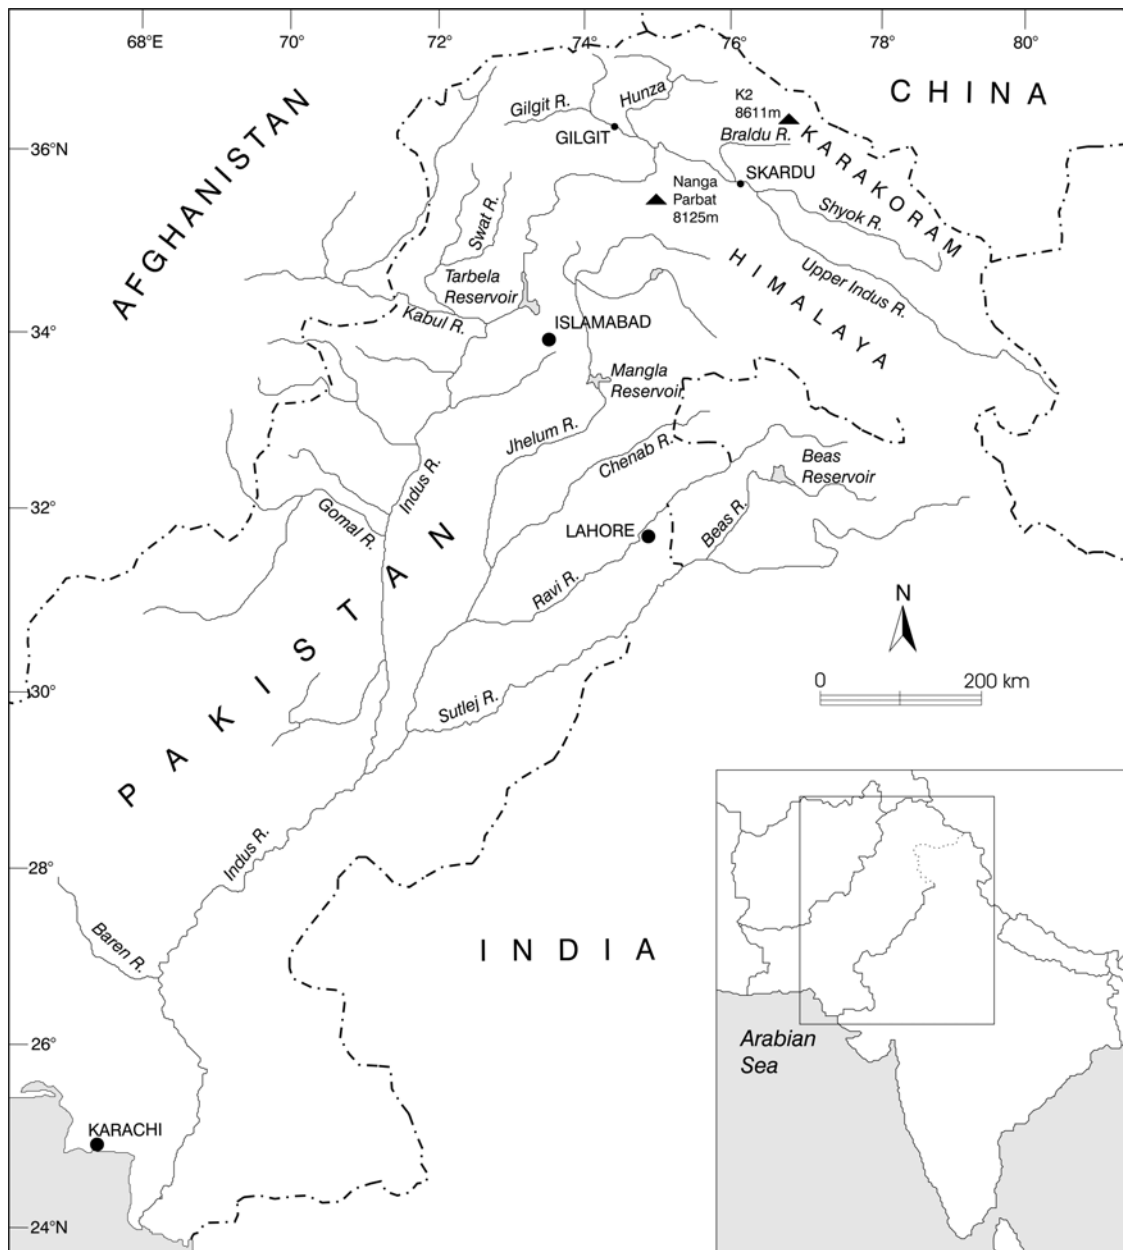 68°E 70° 72° 74° 76° 78° 80°
CHINA
AFGHANISTAN
Hunza
Gilgit R.
GILGIT
K2
8611m
Braldu R.
KARAKORAM
36°N
SKARDU
Nanga
Parbat
8125m
Shyok R.
Swat R.
HIMALAYA
Upper Indus R.
Tarbela
Reservoir
Kabul R.
ISLAMABAD
34°
Mangla
Reservoir
Jhelum R.
Chenab R.
Beas
Reservoir
Indus R.
32°
Gomal R.
LAHORE
Beas R.
Ravi R.
PAKISTAN
N
30°
0 200 km
Sutlej R.
Indus R.
28°
Baren R.
INDIA
26°
Arabian
Sea
KARACHI
24°N